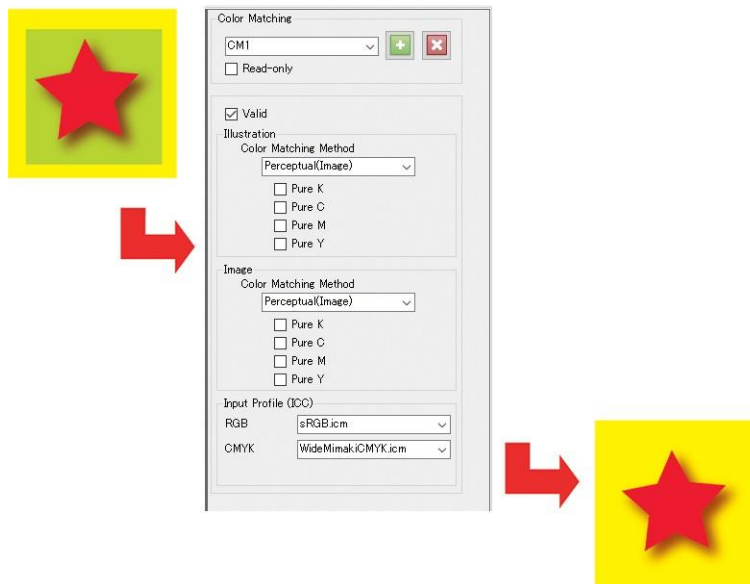 Color Matching
CM1
Read-only
Valid
Illustration
Color Matching Method
Perceptual(Image)
Pure K
Pure C
Pure M
Pure Y
Image
Color Matching Method
Perceptual(Image)
Pure K
Pure C
Pure M
Pure Y
Input Profile (ICC)
RGB sRGB.icm
CMYK WideMimakiCMYK.icm